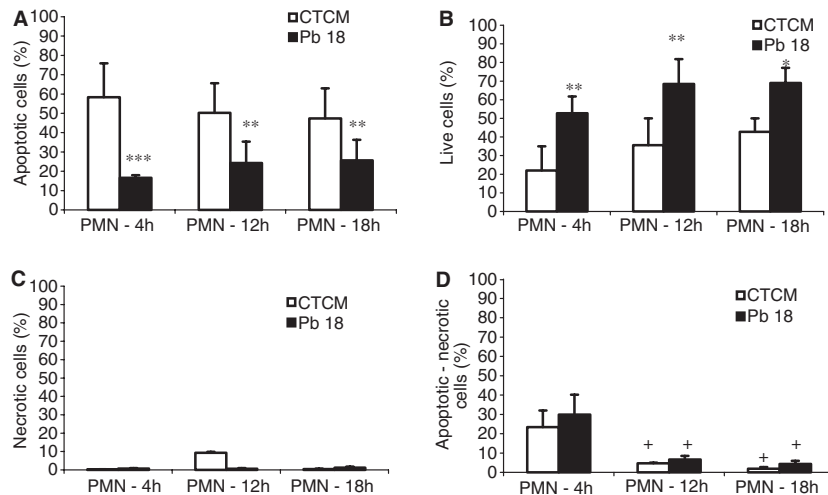 A
Apoptotic cells (%)
100
90
80
70
60
50
40
30
20
10
0
CTCM
Pb 18
***
**
**
PMN - 4h PMN - 12h PMN - 18h
B
Live cells (%)
100
90
80
70
60
50
40
30
20
10
0
CTCM
Pb 18
**
**
*
PMN - 4h PMN - 12h PMN - 18h
C
Necrotic cells (%)
100
90
80
70
60
50
40
30
20
10
0
CTCM
Pb 18
PMN - 4h PMN - 12h PMN - 18h
D
Apoptotic - necrotic
cells (%)
100
90
80
70
60
50
40
30
20
10
0
CTCM
Pb 18
+ +
+ +
PMN - 4h PMN - 12h PMN - 18h